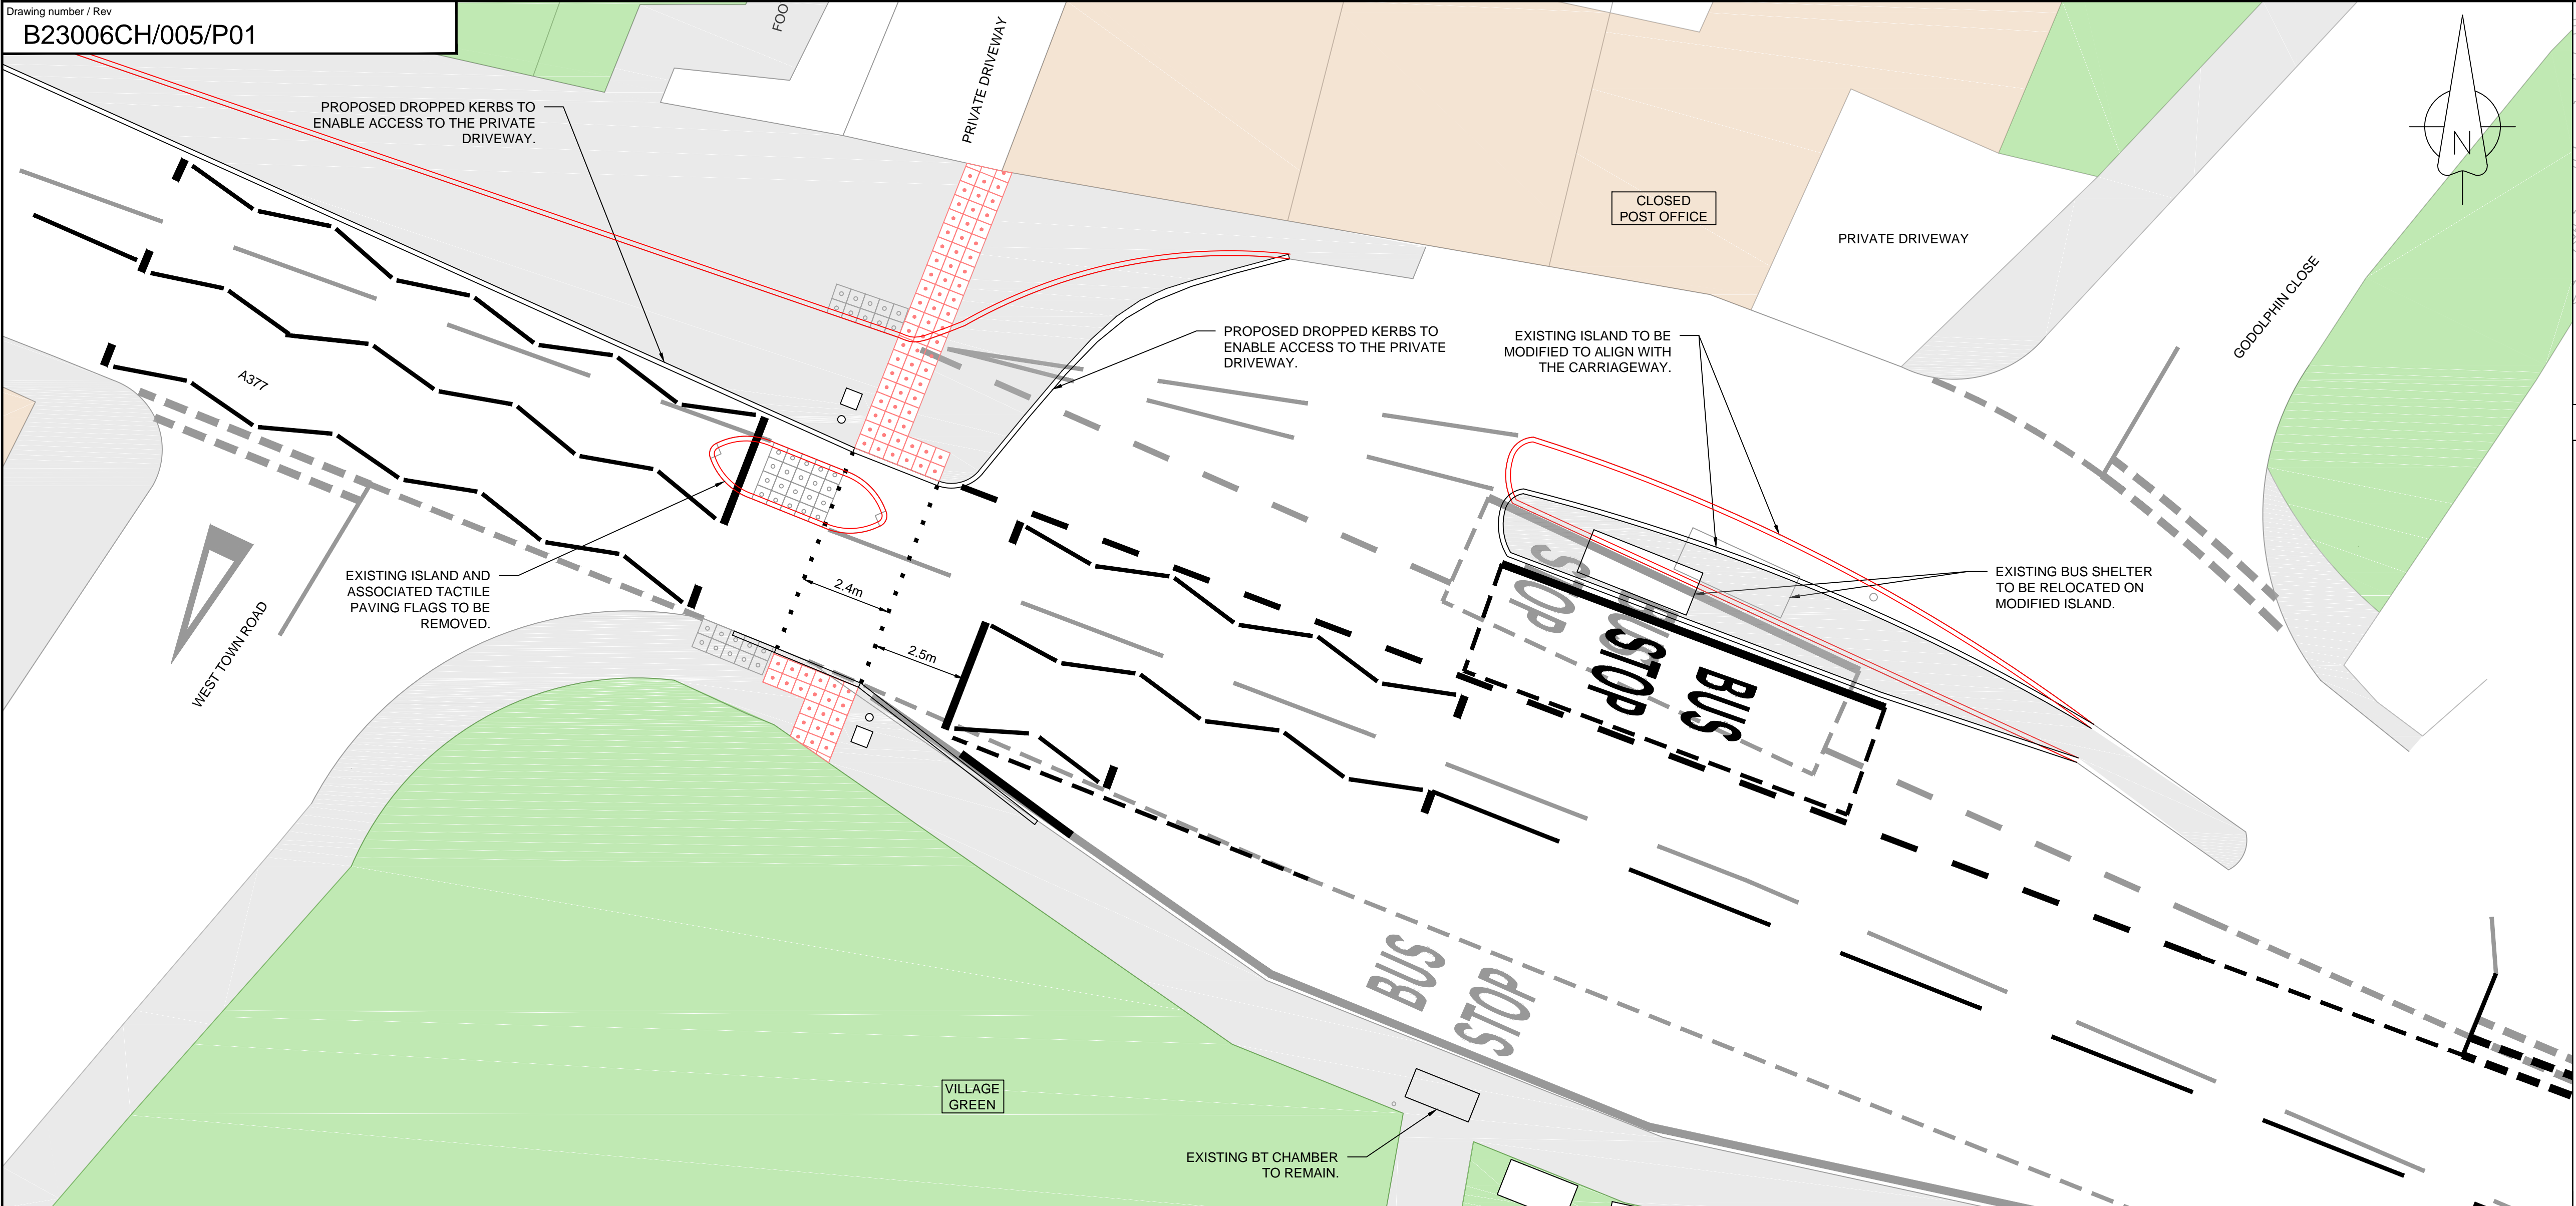 Drawing number / Rev
B23006CH/005/P01
FOO
PRIVATE DRIVEWAY
PROPOSED DROPPED KERBS TO
ENABLE ACCESS TO THE PRIVATE
DRIVEWAY.
CLOSED
POST OFFICE
PRIVATE DRIVEWAY
N
GODOLPHIN CLOSE
PROPOSED DROPPED KERBS TO
ENABLE ACCESS TO THE PRIVATE
DRIVEWAY.
EXISTING ISLAND TO BE
MODIFIED TO ALIGN WITH
THE CARRIAGEWAY.
A377
EXISTING ISLAND AND
ASSOCIATED TACTILE
PAVING FLAGS TO BE
REMOVED.
2.4m
2.5m
EXISTING BUS SHELTER
TO BE RELOCATED ON
MODIFIED ISLAND.
WEST TOWN ROAD
BUS
STOP
BUS
STOP
BUS
STOP
VILLAGE
GREEN
EXISTING BT CHAMBER
TO REMAIN.